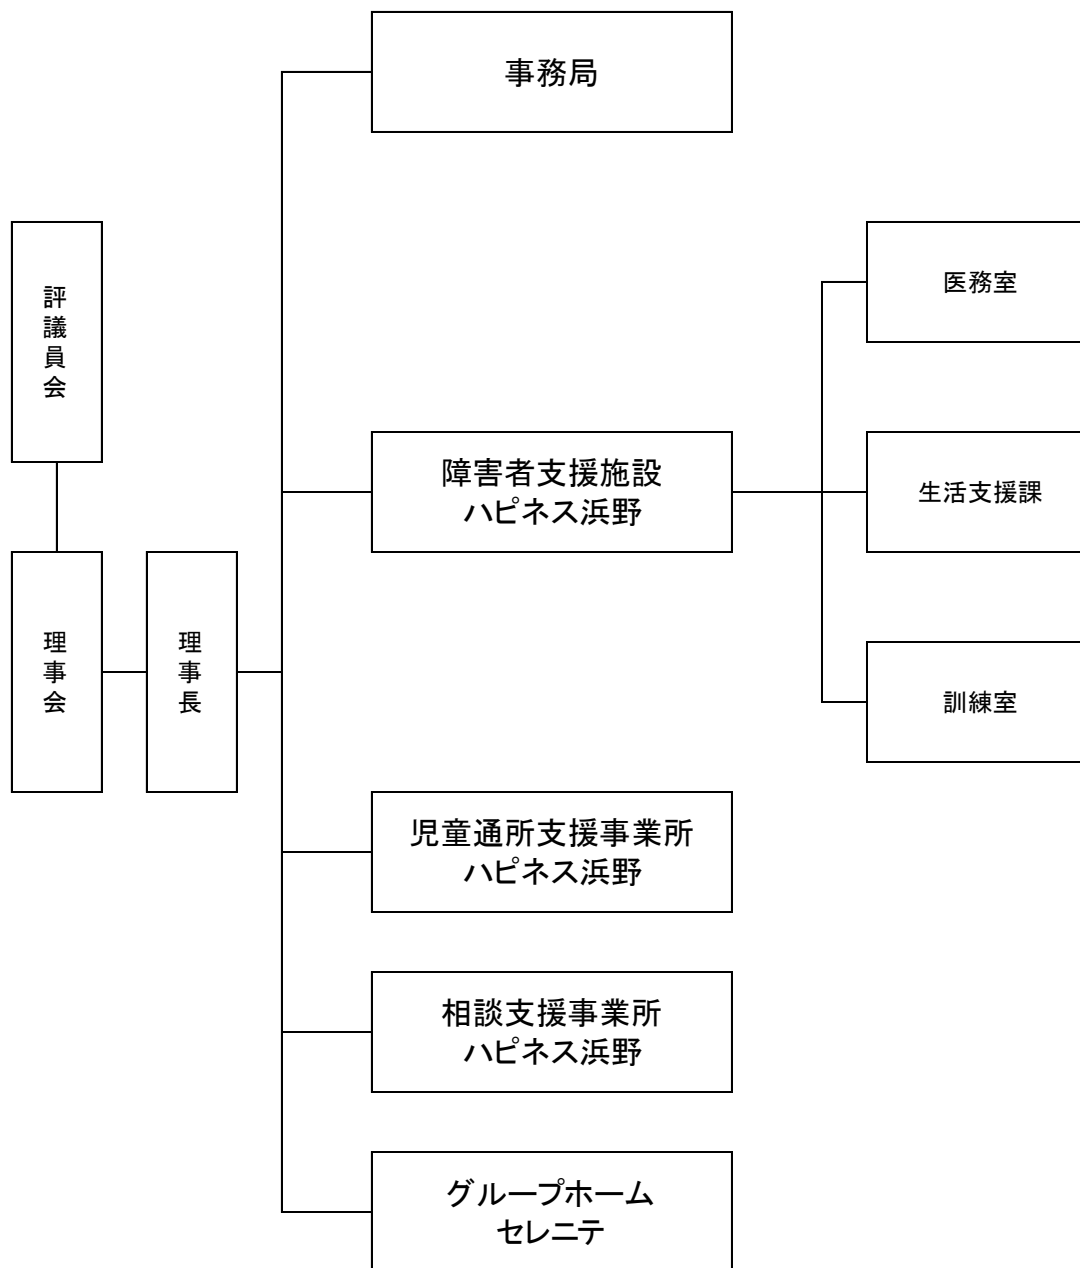 事務局
評議員会
医務室
障害者支援施設
ハピネス浜野
生活支援課
理事会
理事長
訓練室
児童通所支援事業所
ハピネス浜野
相談支援事業所
ハピネス浜野
グループホーム
セレニテ